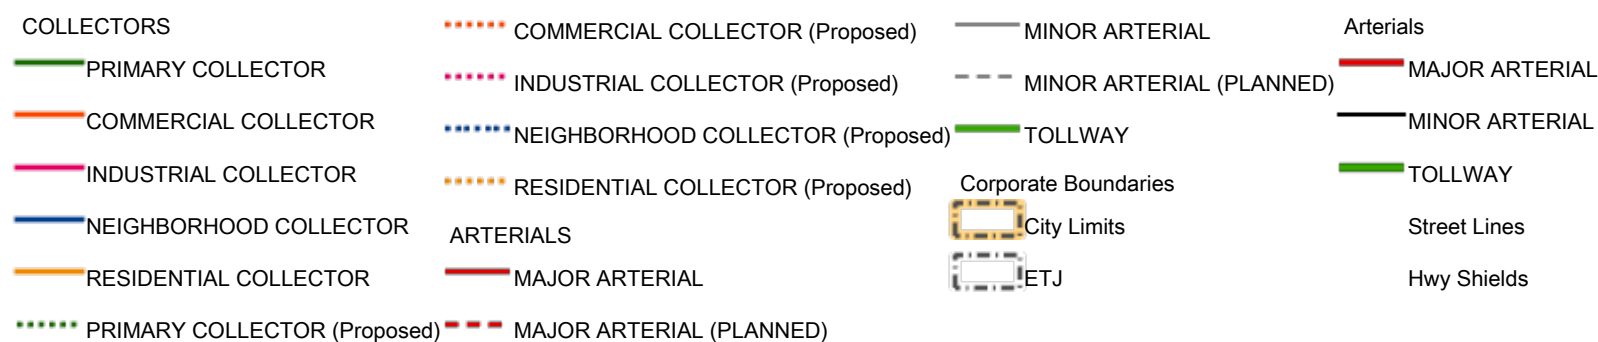 COLLECTORS
PRIMARY COLLECTOR
COMMERCIAL COLLECTOR
INDUSTRIAL COLLECTOR
NEIGHBORHOOD COLLECTOR
RESIDENTIAL COLLECTOR
PRIMARY COLLECTOR (Proposed)
COMMERCIAL COLLECTOR (Proposed)
INDUSTRIAL COLLECTOR (Proposed)
NEIGHBORHOOD COLLECTOR (Proposed)
RESIDENTIAL COLLECTOR (Proposed)
ARTERIALS
MAJOR ARTERIAL
MAJOR ARTERIAL (PLANNED)
MINOR ARTERIAL
MINOR ARTERIAL (PLANNED)
TOLLWAY
Corporate Boundaries
City Limits
ETJ
Arterials
MAJOR ARTERIAL
MINOR ARTERIAL
TOLLWAY
Street Lines
Hwy Shields